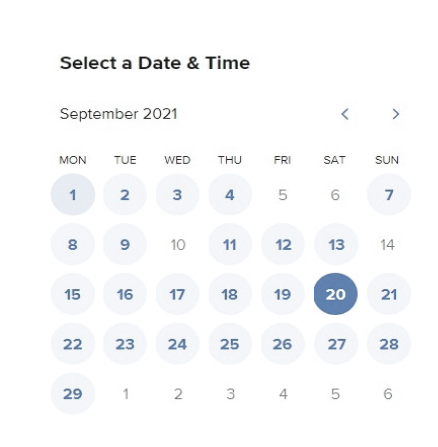 Select a Date & Time
September 2021
MON TUE WED THU FRI SAT SUN
1 2 3 4 5 6 7
8 9 10 11 12 13 14
15 16 17 18 19 20 21
22 23 24 25 26 27 28
29 1 2 3 4 5 6